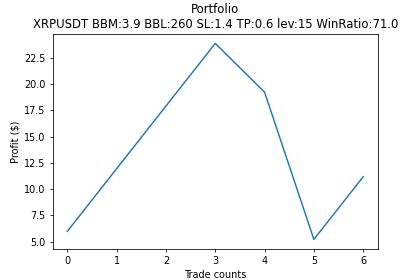 Portfolio
XRPUSDT BBM:3.9 BBL:260 SL:1.4 TP:0.6 lev:15 WinRatio:71.0
Profit ($)
22.5
20.0
17.5
15.0
12.5
10.0
7.5
5.0
0 1 2 3 4 5 6
Trade counts